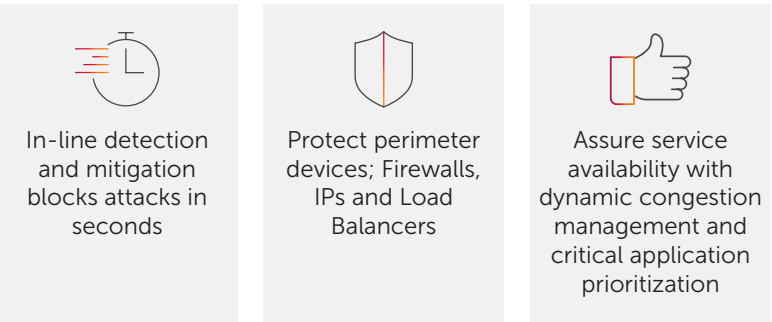 In-line detection
and mitigation
blocks attacks in
seconds
Protect perimeter
devices; Firewalls,
IPs and Load
Balancers
Assure service
availability with
dynamic congestion
management and
critical application
prioritization